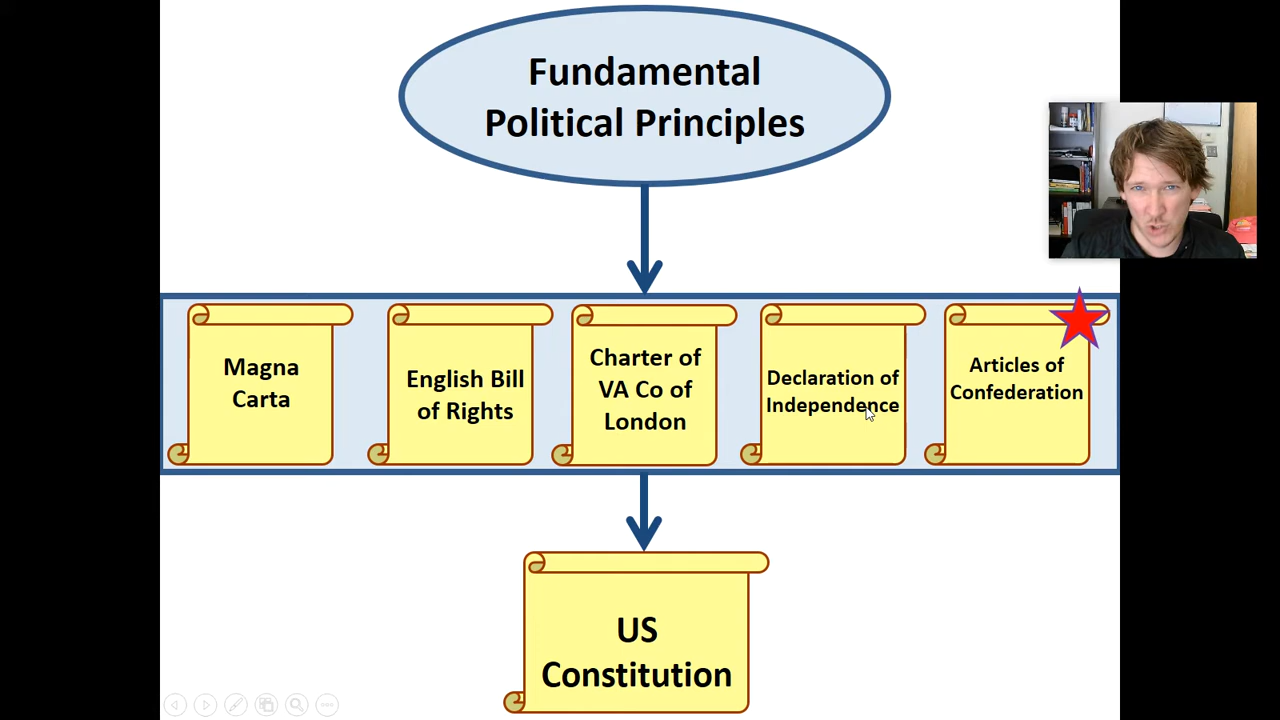 Fundamental
Political Principles
Magna
Carta
English Bill
of Rights
Charter of
VA Co of
London
Declaration of
Independence
Articles of
Confederation
US
Constitution